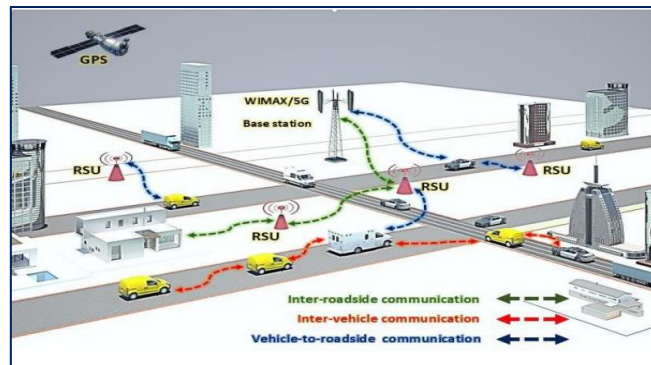 GPS
WIMAX/5G
Base station
RSU
RSU
RSU
RSU
Inter-roadside communication
Inter-vehicle communication
Vehicle-to-roadside communication